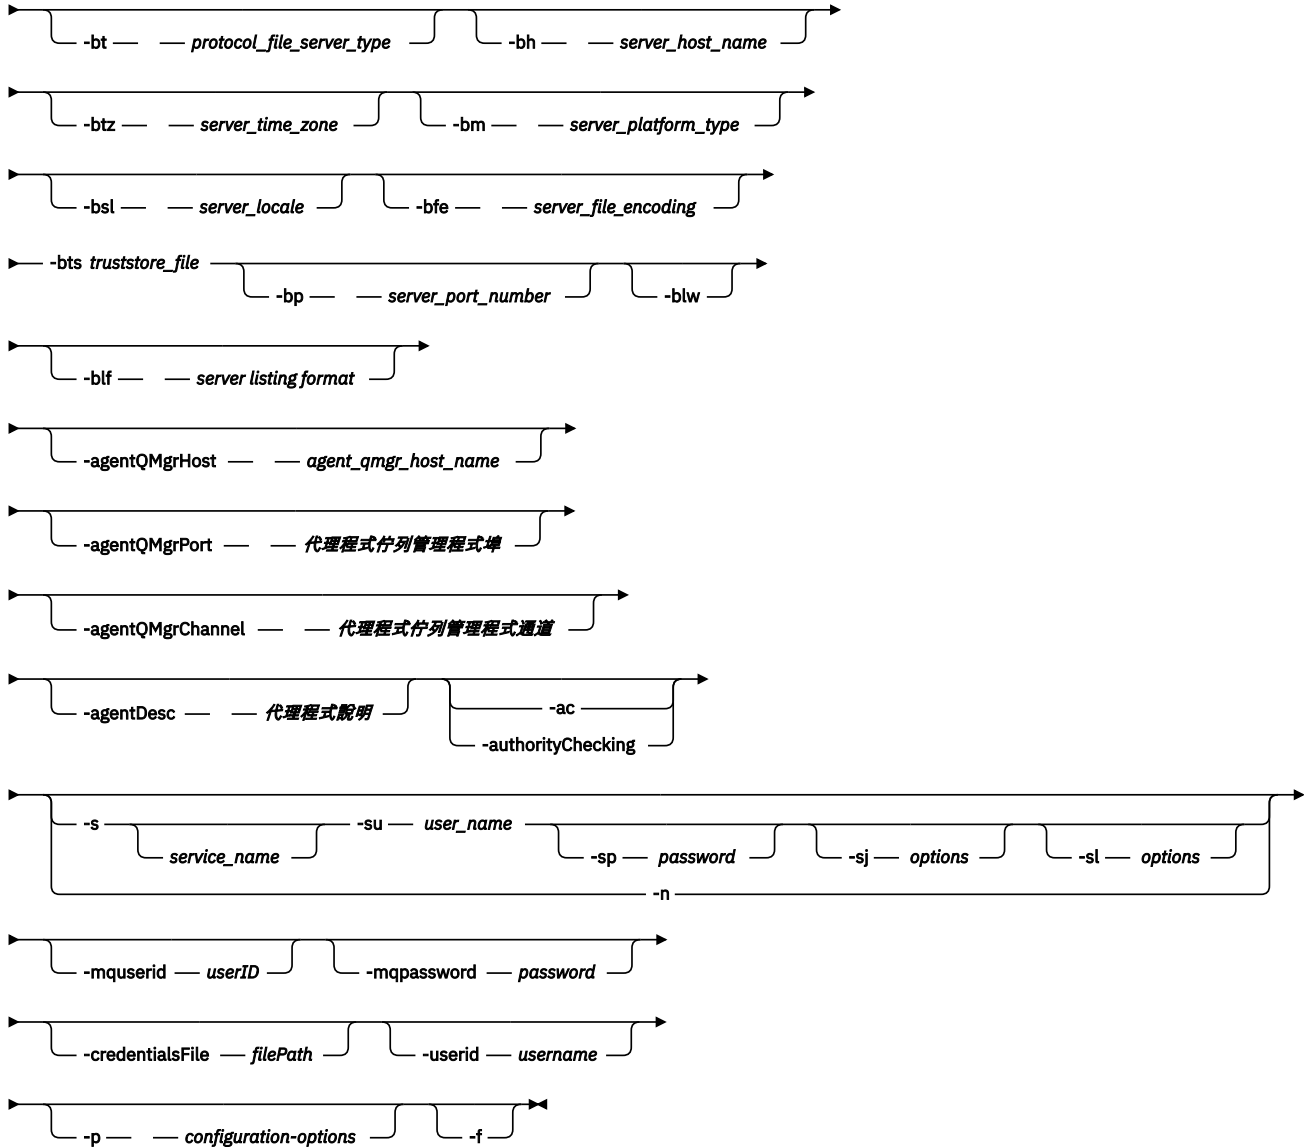 -bt protocol_file_server_type -bh server_host_name
-btz server_time_zone -bm server_platform_type
-bsl server_locale -bfe server_file_encoding
-bts truststore_file
-bp server_port_number -blw
-blf server listing format
-agentQMgrHost agent_qmgr_host_name
-agentQMgrPort 代理程式佇列管理程式埠
-agentQMgrChannel 代理程式佇列管理程式通道
-agentDesc 代理程式說明 -ac
-authorityChecking
-s -su user_name
service_name -sp password -sj options -sl options
-n
-mquserid userID -mqpassword password
-credentialsFile filePath -userid username
-p configuration-options -f